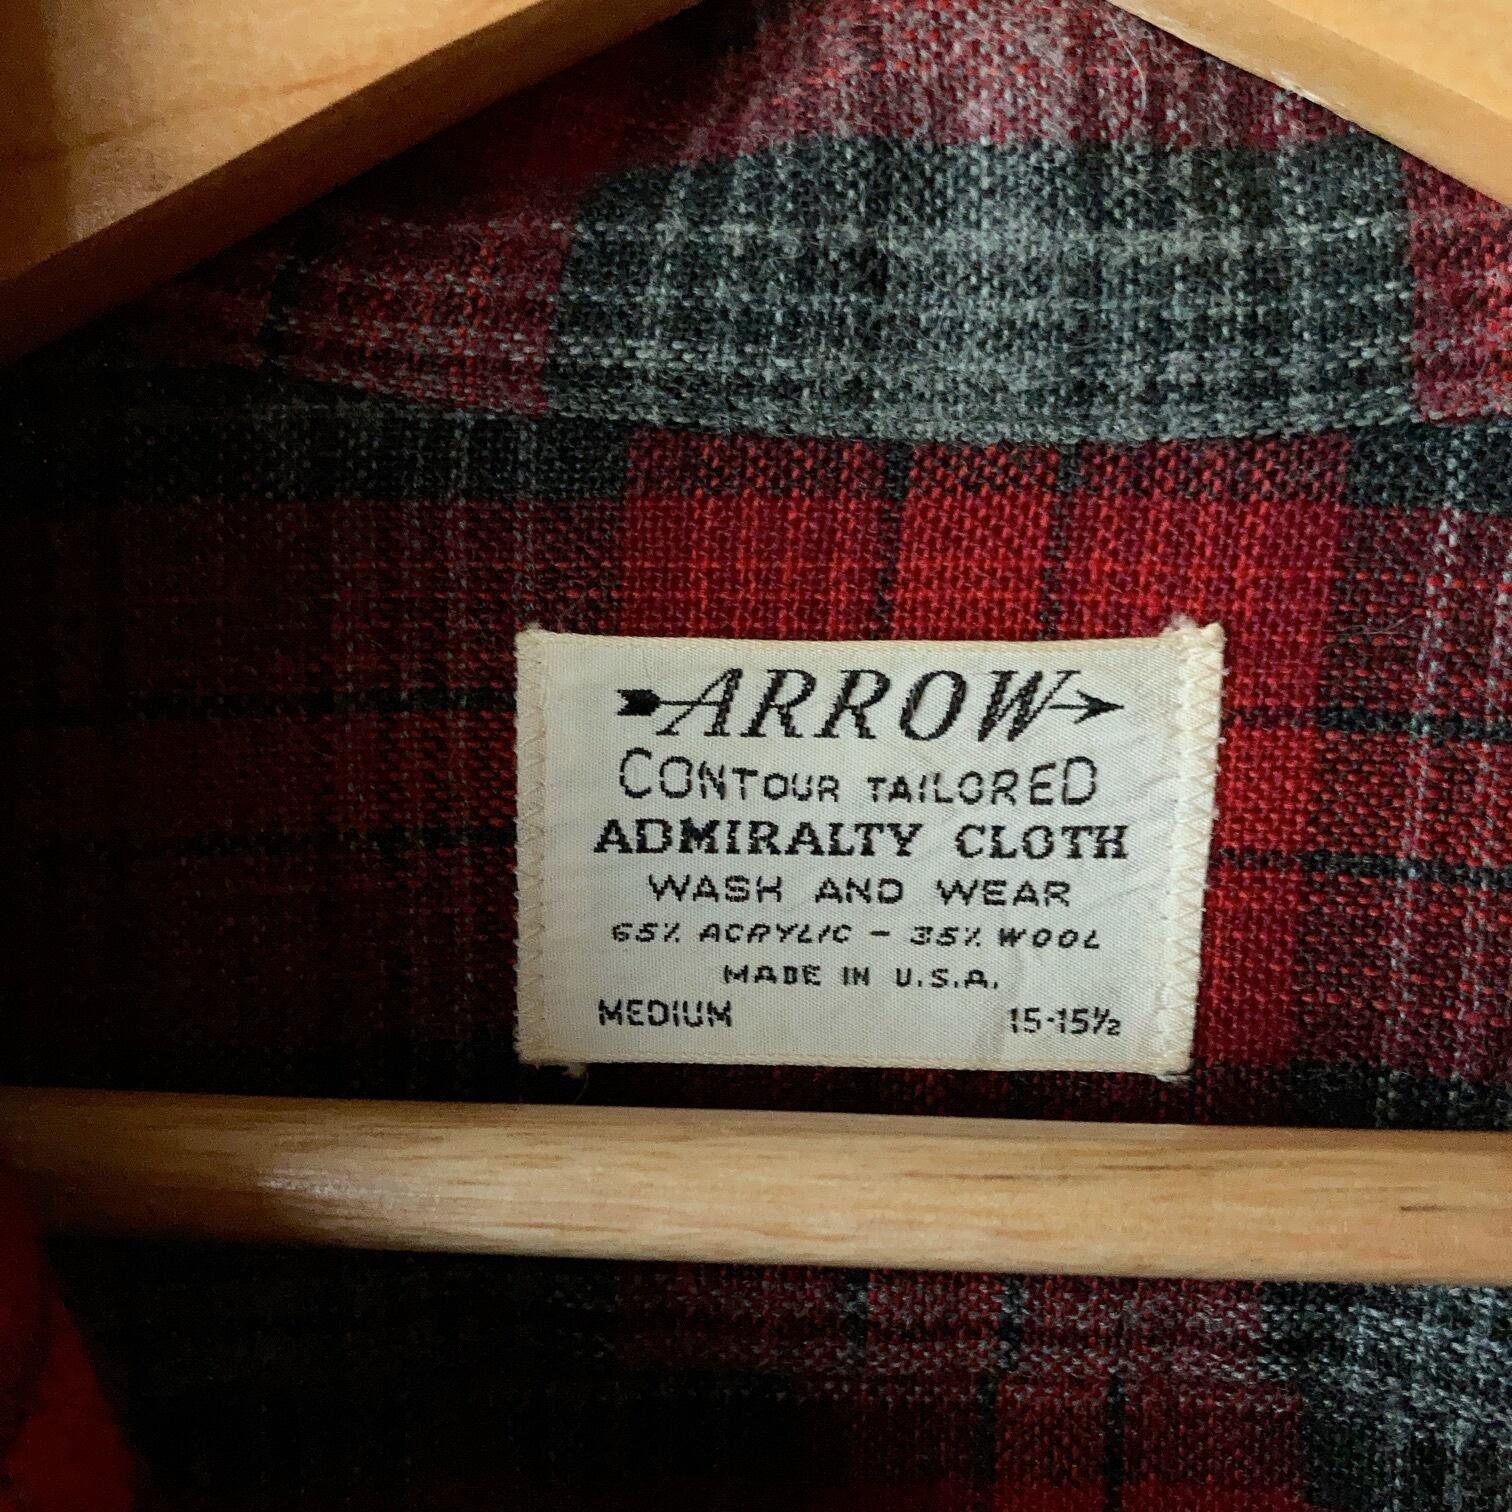 ARROW
CONTOUR TAILORED
ADMIRALTY CLOTH
WASH AND WEAR
65% ACRYLIC - 35% WOOL
MADE IN U.S.A.
MEDIUM 15-15½